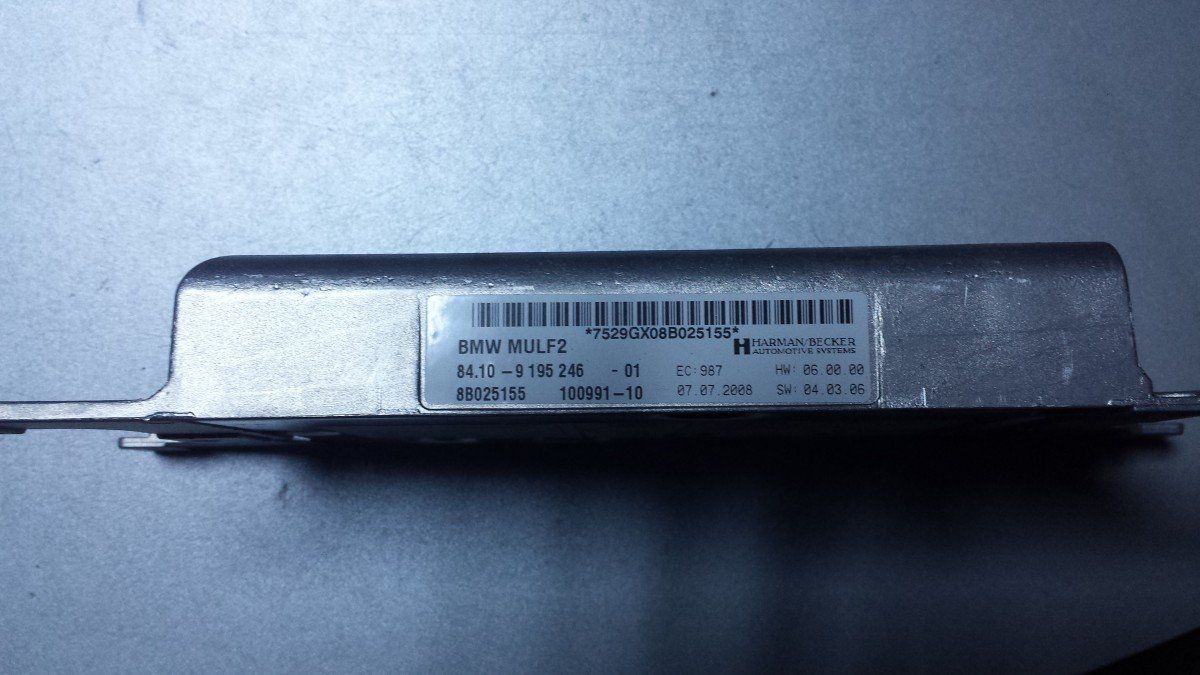 *7529GX08B025155*
BMW MULF2
HARMAN/BECKER
AUTOMOTIVE SYSTEMS
84.10 - 9 195 246 - 01 EC: 987 HW: 06.00.00
8B025155 100991-10 07.07.2008 SW: 04.03.06